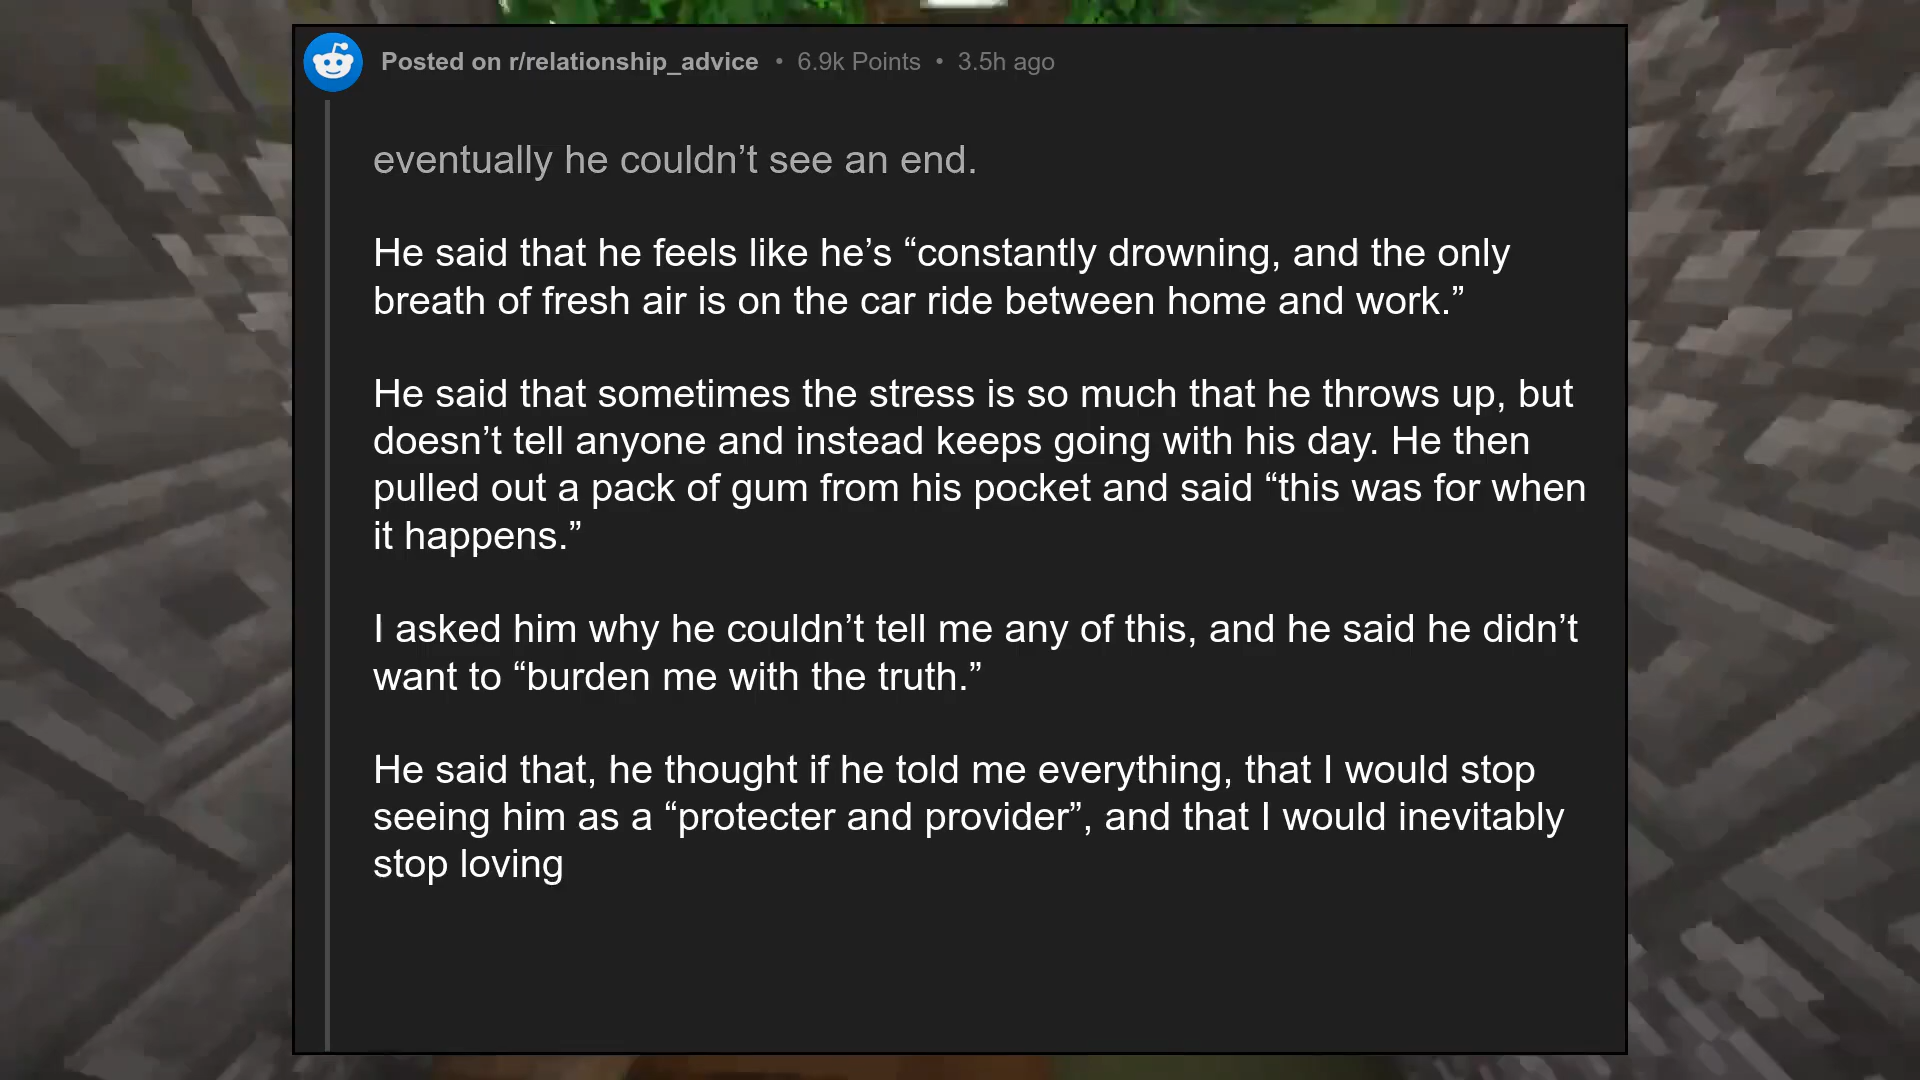 Posted on r/relationship_advice • 6.9k Points • 3.5h ago
eventually he couldn’t see an end.
He said that he feels like he’s “constantly drowning, and the only
breath of fresh air is on the car ride between home and work.”
He said that sometimes the stress is so much that he throws up, but
doesn’t tell anyone and instead keeps going with his day. He then
pulled out a pack of gum from his pocket and said “this was for when
it happens.”
I asked him why he couldn’t tell me any of this, and he said he didn’t
want to “burden me with the truth.”
He said that, he thought if he told me everything, that I would stop
seeing him as a “protecter and provider”, and that I would inevitably
stop loving